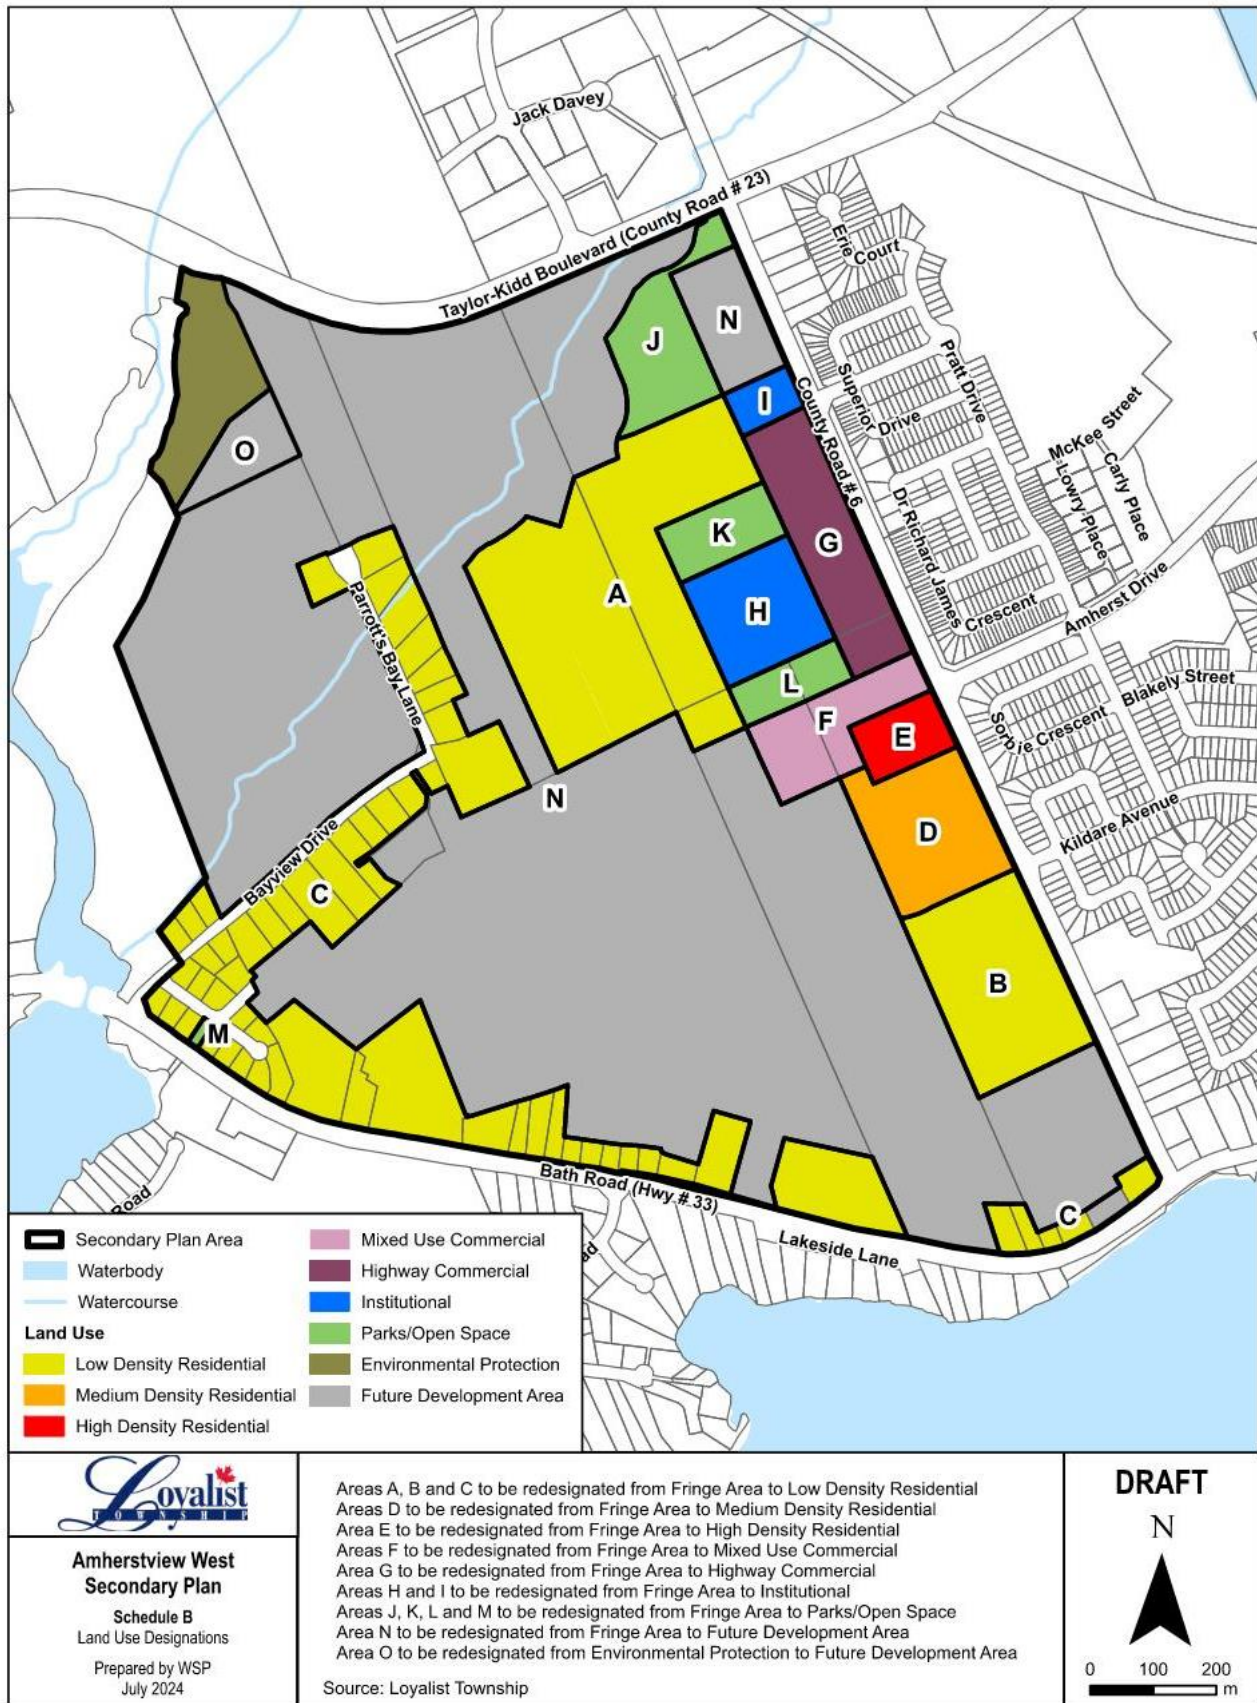 Jack Davey
Taylor-Kidd Boulevard (County Road # 23)
Erie Court
N
J
Pratt Drive
Superior Drive
County Road # 6
I
McKee Street
Carly Place
Lowry Place
O
Dr Richard James Crescent
K
G
A
H
Parrott's Bay Lane
Amherst Drive
Blakely Street
L
F
E
Sorbie Crescent
N
Kildare Avenue
D
Bayview Drive
C
B
M
Bath Road (Hwy # 33)
C
Lakeside Lane
Road
ad
Secondary Plan Area
Waterbody
Watercourse
Land Use
Low Density Residential
Medium Density Residential
High Density Residential
Mixed Use Commercial
Highway Commercial
Institutional
Parks/Open Space
Environmental Protection
Future Development Area
Loyalist
TOWNSHIP
Amherstview West
Secondary Plan
Schedule B
Land Use Designations
Prepared by WSP
July 2024
Areas A, B and C to be redesignated from Fringe Area to Low Density Residential
Areas D to be redesignated from Fringe Area to Medium Density Residential
Area E to be redesignated from Fringe Area to High Density Residential
Areas F to be redesignated from Fringe Area to Mixed Use Commercial
Area G to be redesignated from Fringe Area to Highway Commercial
Areas H and I to be redesignated from Fringe Area to Institutional
Areas J, K, L and M to be redesignated from Fringe Area to Parks/Open Space
Area N to be redesignated from Fringe Area to Future Development Area
Area O to be redesignated from Environmental Protection to Future Development Area
Source: Loyalist Township
DRAFT
N
0 100 200
m